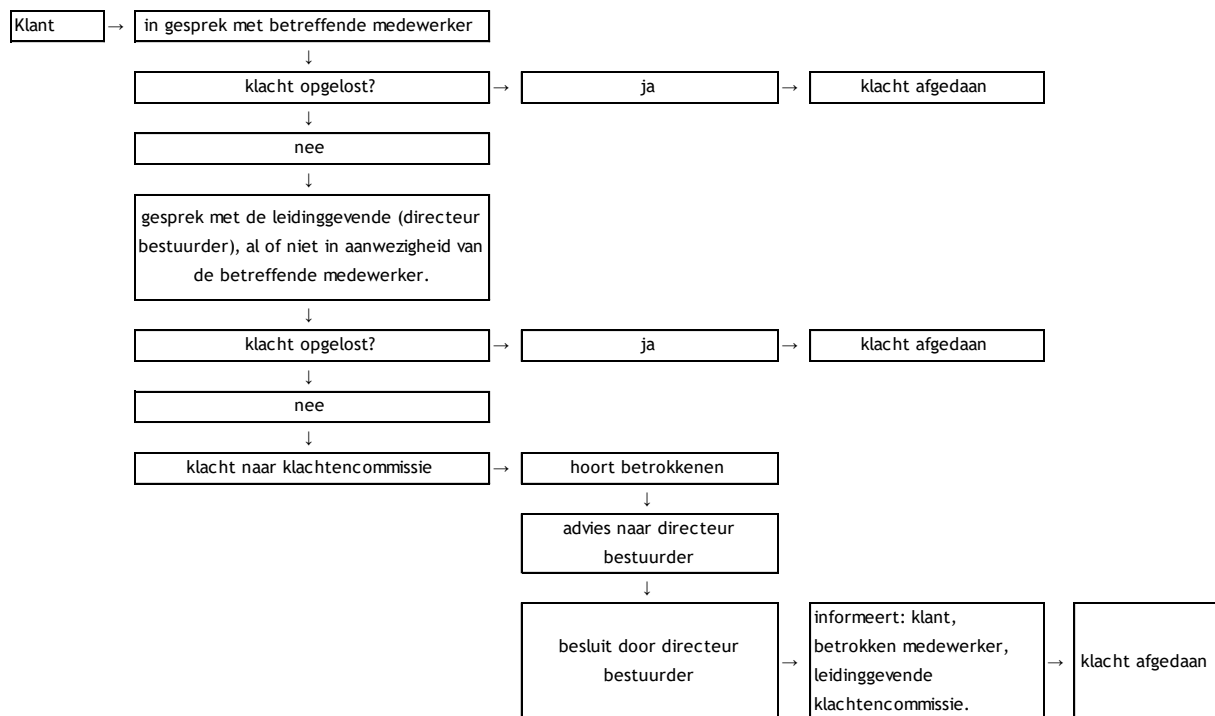 Klant → in gesprek met betreffende medewerker
↓
klacht opgelost? → ja → klacht afgedaan
↓
nee
↓
gesprek met de leidinggevende (directeur
bestuurder), al of niet in aanwezigheid van
de betreffende medewerker.
↓
klacht opgelost? → ja → klacht afgedaan
↓
nee
↓
klacht naar klachtencommissie → hoort betrokkenen
↓
advies naar directeur
bestuurder
↓
besluit door directeur
bestuurder
→
informeert: klant,
betrokken medewerker,
leidinggevende
klachtencommissie.
→
klacht afgedaan